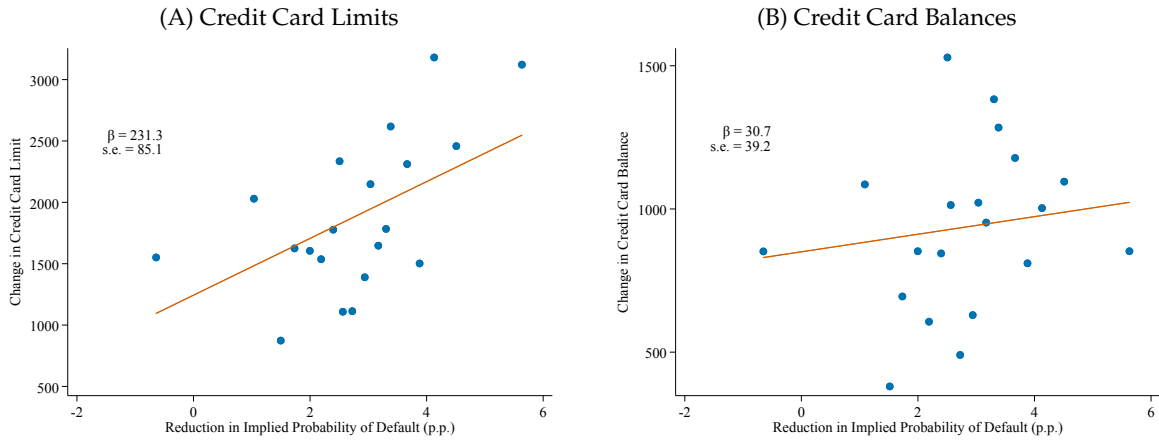 (A) Credit Card Limits
Change in Credit Card Limit
3000
2500
2000
1500
1000
500
β = 231.3
s.e. = 85.1
-2 0 2 4 6
Reduction in Implied Probability of Default (p.p.)
(B) Credit Card Balances
Change in Credit Card Balance
1500
1000
500
β = 30.7
s.e. = 39.2
-2 0 2 4 6
Reduction in Implied Probability of Default (p.p.)